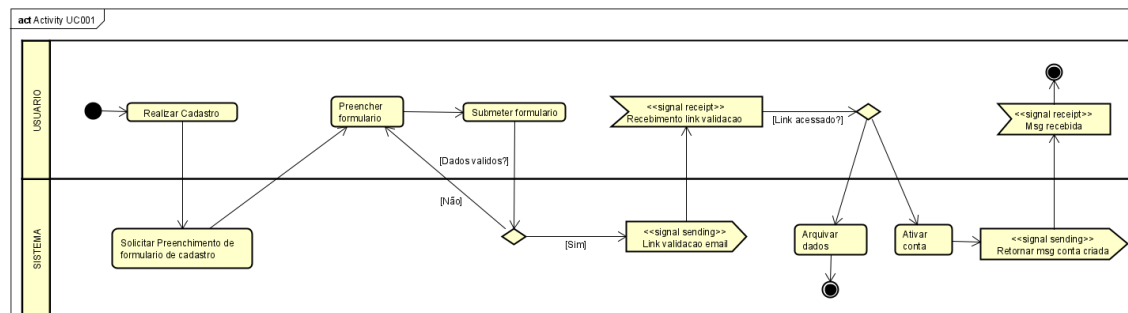 act Activity UC001
USUARIO
Realizar Cadastro
Preencher
formulario
Submeter formulario
<<signal receipt>>
Recebimento link validacao
[Link acessado?]
<<signal receipt>>
Msg recebida
[Dados validos?]
[Não]
SISTEMA
Solicitar Preenchimento de
formulario de cadastro
[Sim]
<<signal sending>>
Link validacao email
Arquivar
dados
Ativar
conta
<<signal sending>>
Retornar msg conta criada